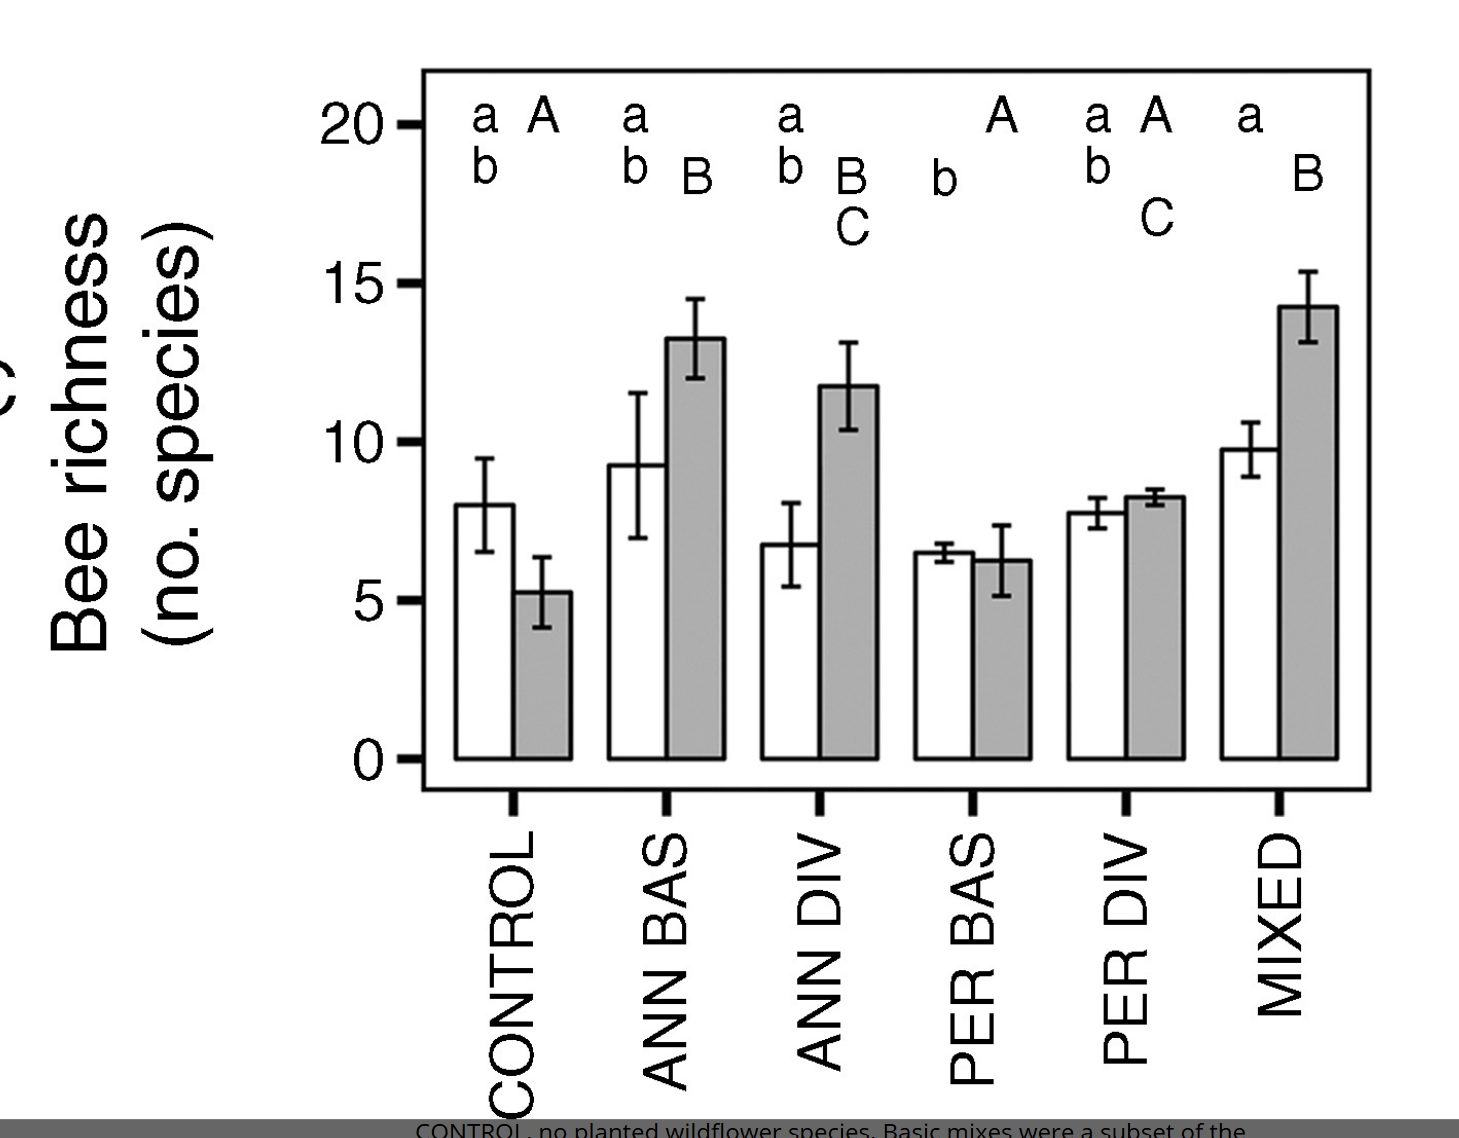 Bee richness
(no. species)
20
15
10
5
0
a A a a A a A a
b b B b B b b B
C C
CONTROL
ANN BAS
ANN DIV
PER BAS
PER DIV
MIXED
CONTROL, no planted wildflower species. Basic mixes were a subset of the